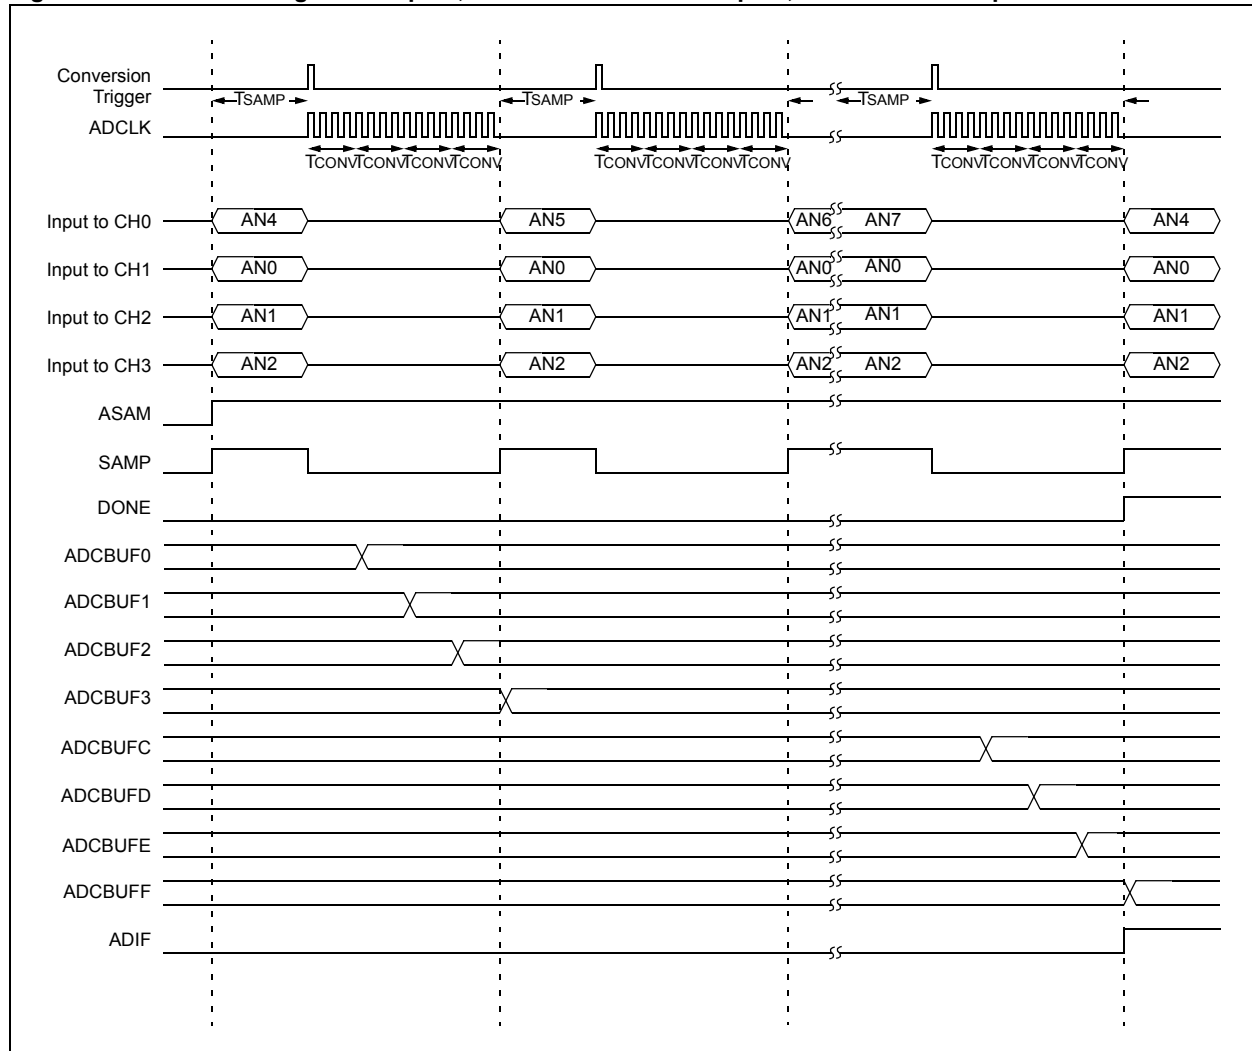 Conversion
Trigger
TSAMP TSAMP TSAMP
ADCLK
TCONV TCONV TCONV TCONV TCONV TCONV TCONV TCONV TCONV TCONV TCONV TCONV
Input to CH0 AN4 AN5 AN6 AN7 AN4
Input to CH1 AN0 AN0 AN0 AN0 AN0
Input to CH2 AN1 AN1 AN1 AN1 AN1
Input to CH3 AN2 AN2 AN2 AN2 AN2
ASAM
SAMP
DONE
ADCBUF0
ADCBUF1
ADCBUF2
ADCBUF3
ADCBUFC
ADCBUFD
ADCBUFE
ADCBUFF
ADIF